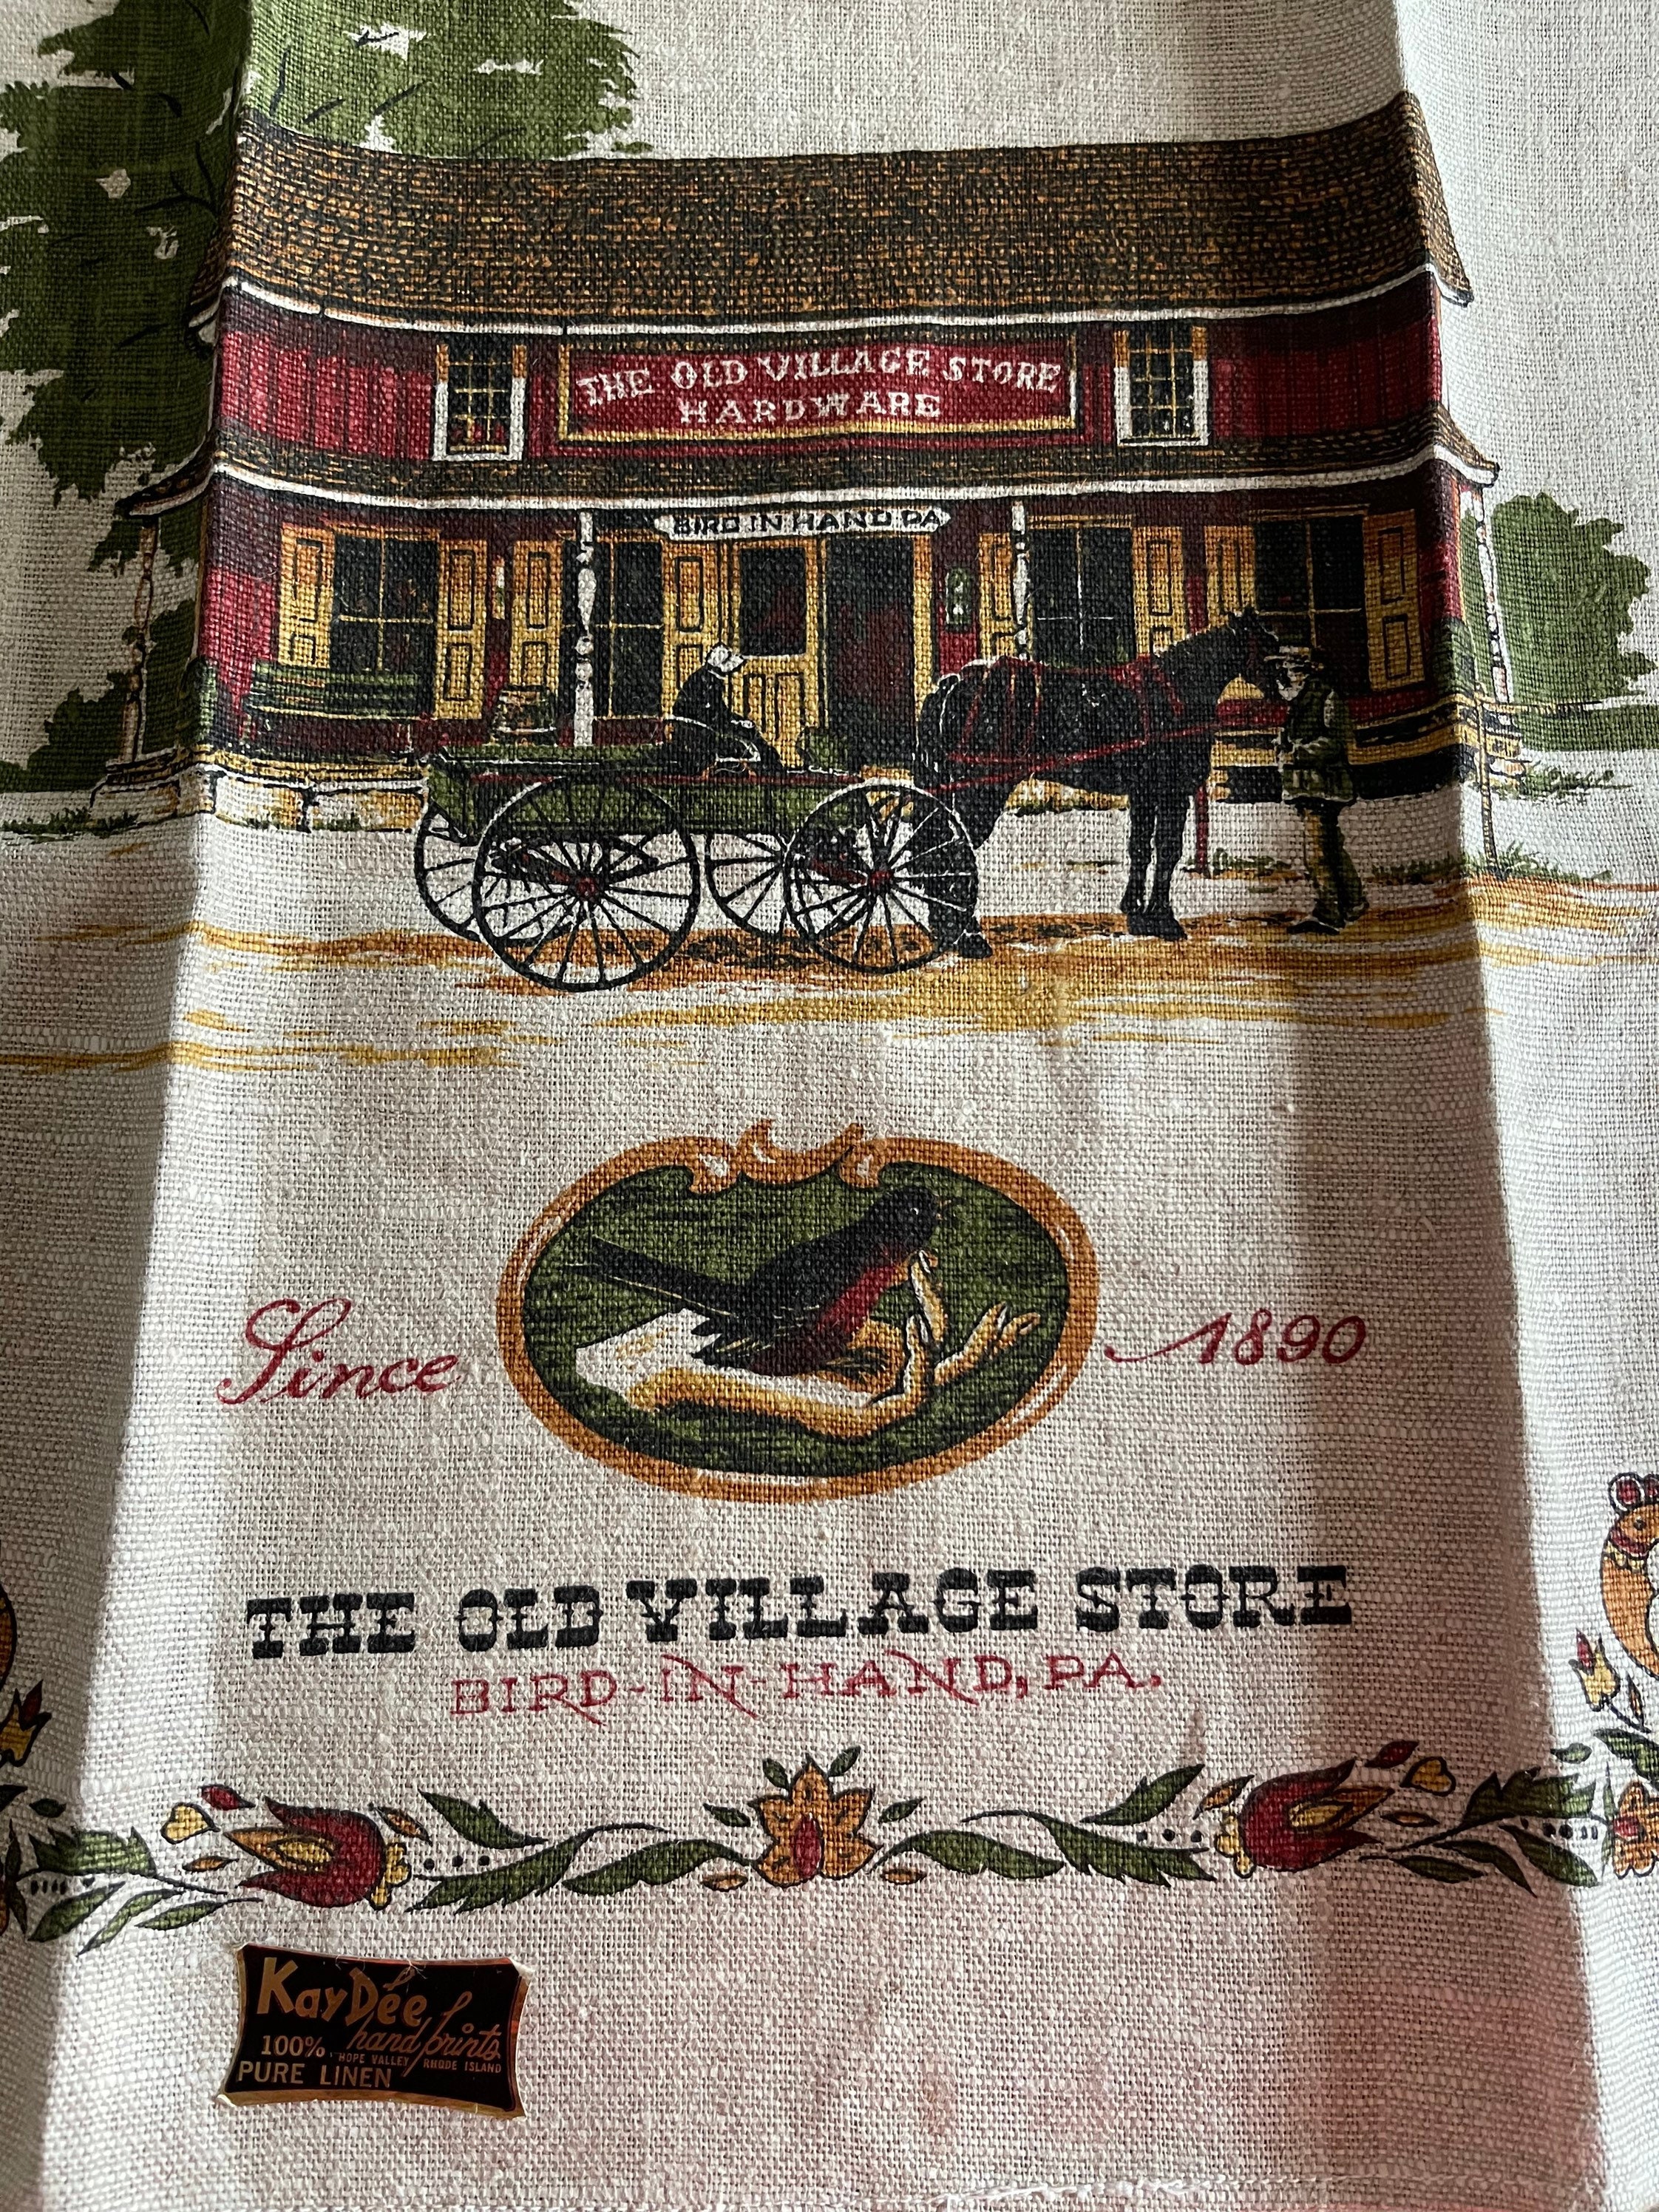 THE OLD VILLAGE STORE
HARDWARE
BIRD IN HAND PA
Since 1890
THE OLD VILLAGE STORE
BIRD-IN-HAND, PA.
KayDee
hand prints
100% HOPE VALLEY RHODE ISLAND
PURE LINEN